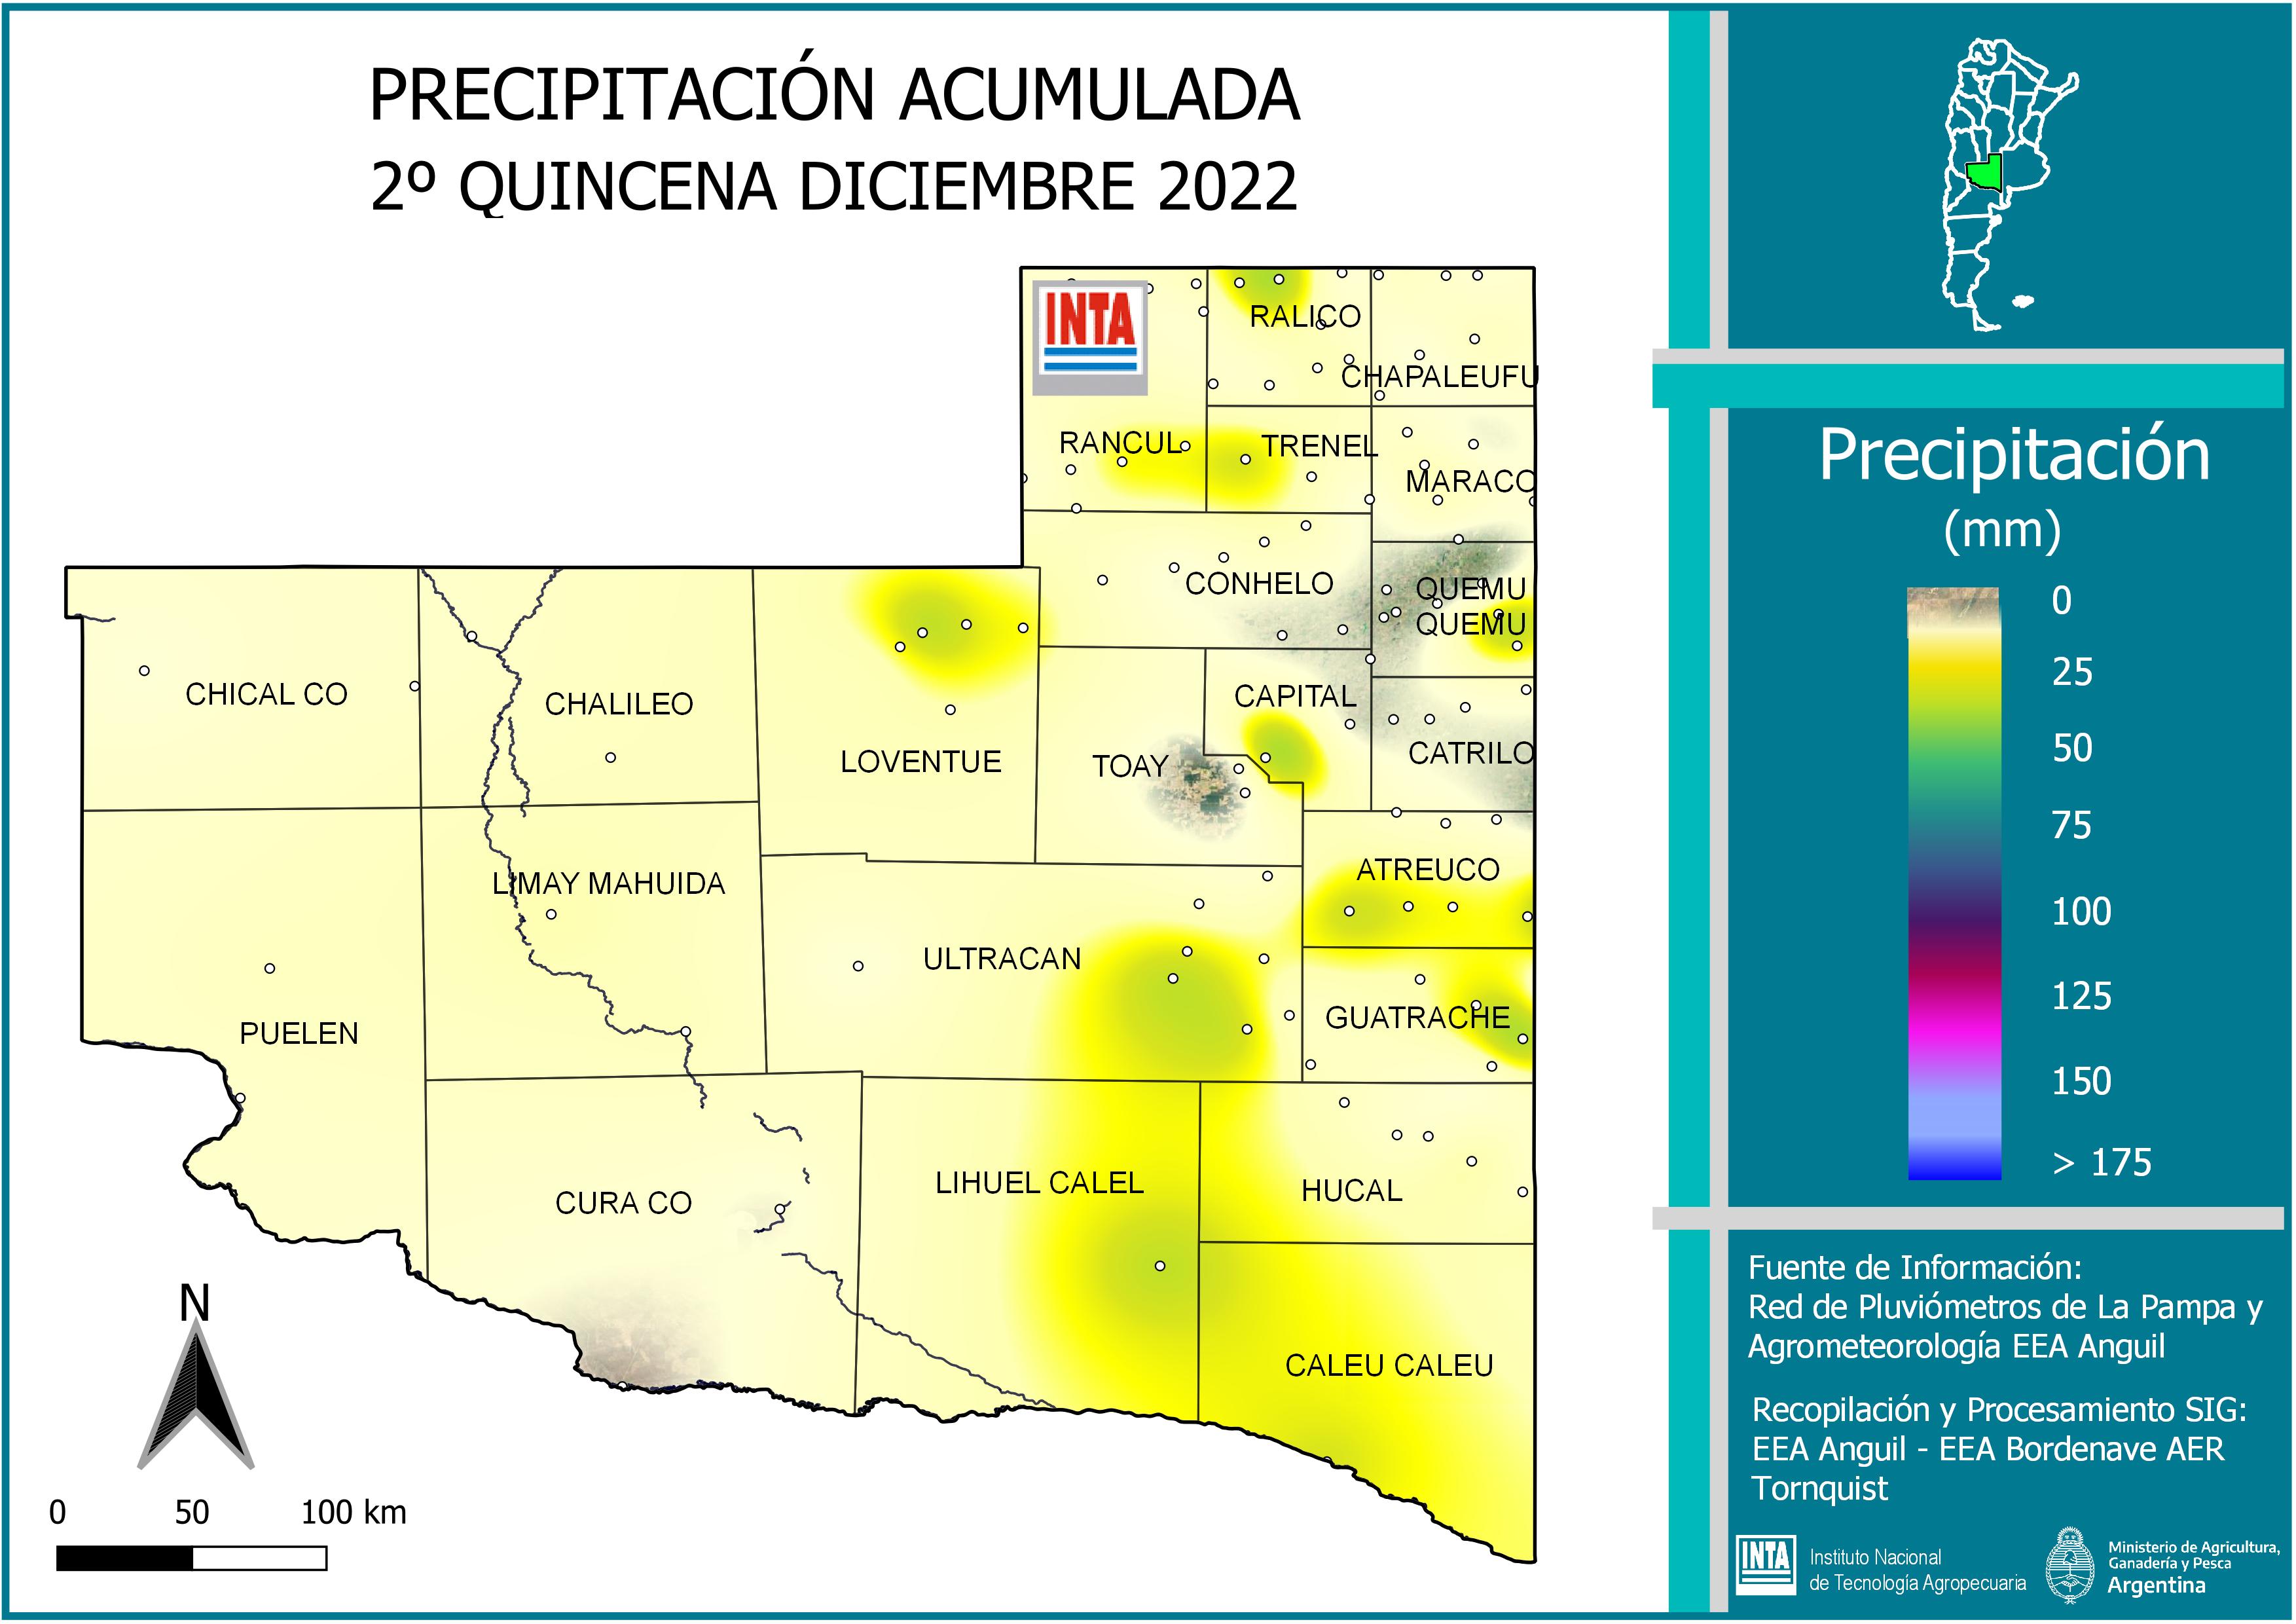 PRECIPITACIÓN ACUMULADA
2º QUINCENA DICIEMBRE 2022
INTA
RALICO
CHAPALEUFU
RANCUL
TRENEL
MARACO
CONHELO
QUEMU
QUEMU
CHICAL CO
CHALILEO
LOVENTUE
TOAY
CAPITAL
CATRILO
LIMAY MAHUIDA
ATREUCO
ULTRACAN
PUELEN
GUATRACHE
CURA CO
LIHUEL CALEL
HUCAL
CALEU CALEU
N
0 50 100 km
Precipitación
(mm)
0
25
50
75
100
125
150
> 175
Fuente de Información:
Red de Pluviómetros de La Pampa y
Agrometeorología EEA Anguil
Recopilación y Procesamiento SIG:
EEA Anguil - EEA Bordenave AER
Tornquist
INTA
Instituto Nacional
de Tecnología Agropecuaria
Ministerio de Agricultura,
Ganadería y Pesca
Argentina